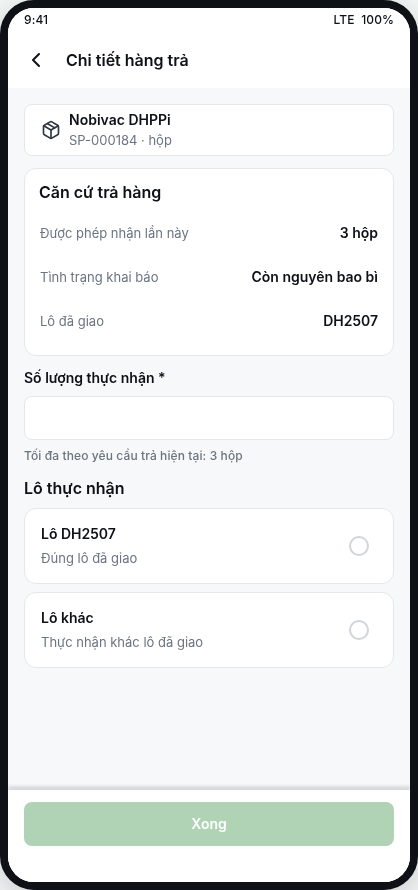 9:41 LTE 100%
Chi tiết hàng trả
Nobivac DHPPi
SP-000184 · hộp
Căn cứ trả hàng
Được phép nhận lần này 3 hộp
Tình trạng khai báo Còn nguyên bao bì
Lô đã giao DH2507
Số lượng thực nhận *
Tối đa theo yêu cầu trả hiện tại: 3 hộp
Lô thực nhận
Lô DH2507
Đúng lô đã giao
Lô khác
Thực nhận khác lô đã giao
Xong